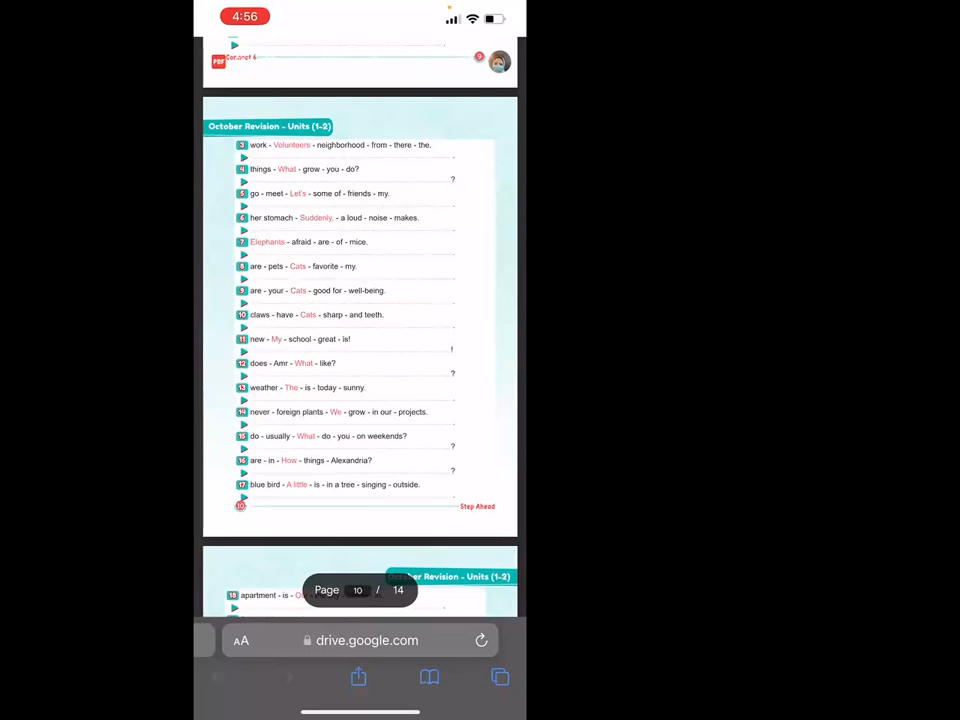 4:56
PDF
Connect 6
9
October Revision - Units (1-2)
3 work - Volunteers - neighborhood - from - there - the.
.
4 things - What - grow - you - do?
?
5 go - meet - Let's - some of - friends - my.
.
6 her stomach - Suddenly, - a loud - noise - makes.
.
7 Elephants - afraid - are - of - mice.
.
8 are - pets - Cats - favorite - my.
.
9 are - your - Cats - good for - well-being.
.
10 claws - have - Cats - sharp - and teeth.
.
11 new - My - school - great - is!
!
12 does - Amr - What - like?
?
13 weather - The - is - today - sunny.
.
14 never - foreign plants - We - grow - in our - projects.
.
15 do - usually - What - do - you - on weekends?
?
16 are - in - How - things - Alexandria?
?
17 blue bird - A little - is - in a tree - singing - outside.
.
10
Step Ahead
October Revision - Units (1-2)
18 apartment - is -
Page 10 / 14
AA
drive.google.com